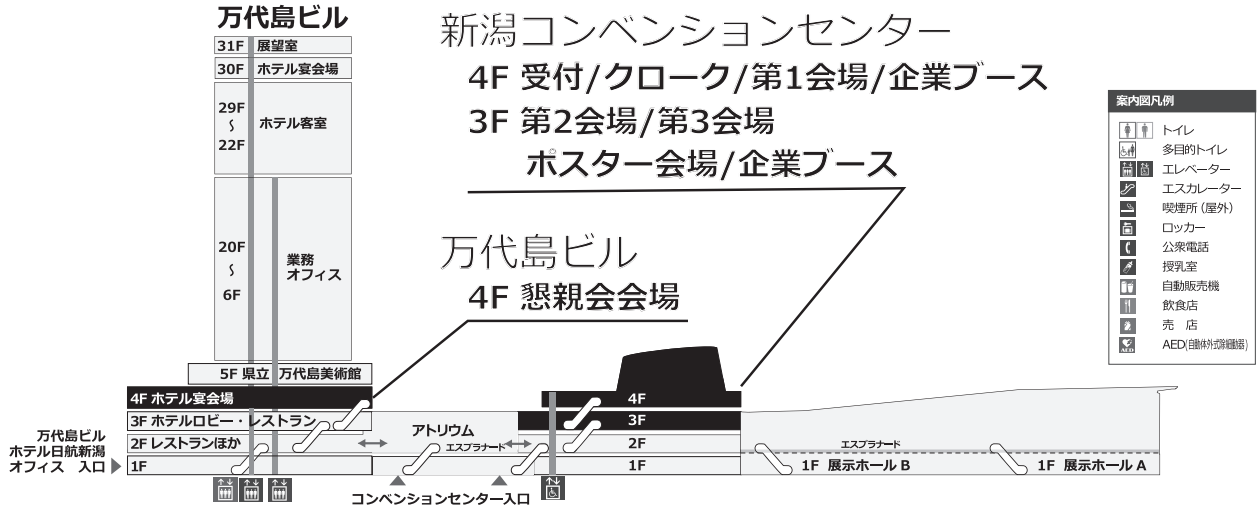 万代島ビル
31F 展望室
30F ホテル宴会場
29F
～
22F
ホテル客室
20F
～
6F
業務
オフィス
5F 県立 万代島美術館
4F ホテル宴会場
3F ホテルロビー・レストラン
2F レストランほか
1F
万代島ビル
ホテル日航新潟
オフィス 入口
新潟コンベンションセンター
4F 受付/クローク/第1会場/企業ブース
3F 第2会場/第3会場
ポスター会場/企業ブース
万代島ビル
4F 懇親会会場
アトリウム
エスプラナード
コンベンションセンター入口
4F
3F
2F
1F
エスプラナード
1F 展示ホール B
1F 展示ホール A
案内図凡例
トイレ
多目的トイレ
エレベーター
エスカレーター
喫煙所（屋外）
ロッカー
公衆電話
授乳室
自動販売機
飲食店
売 店
AED(自動体外式除細動器)